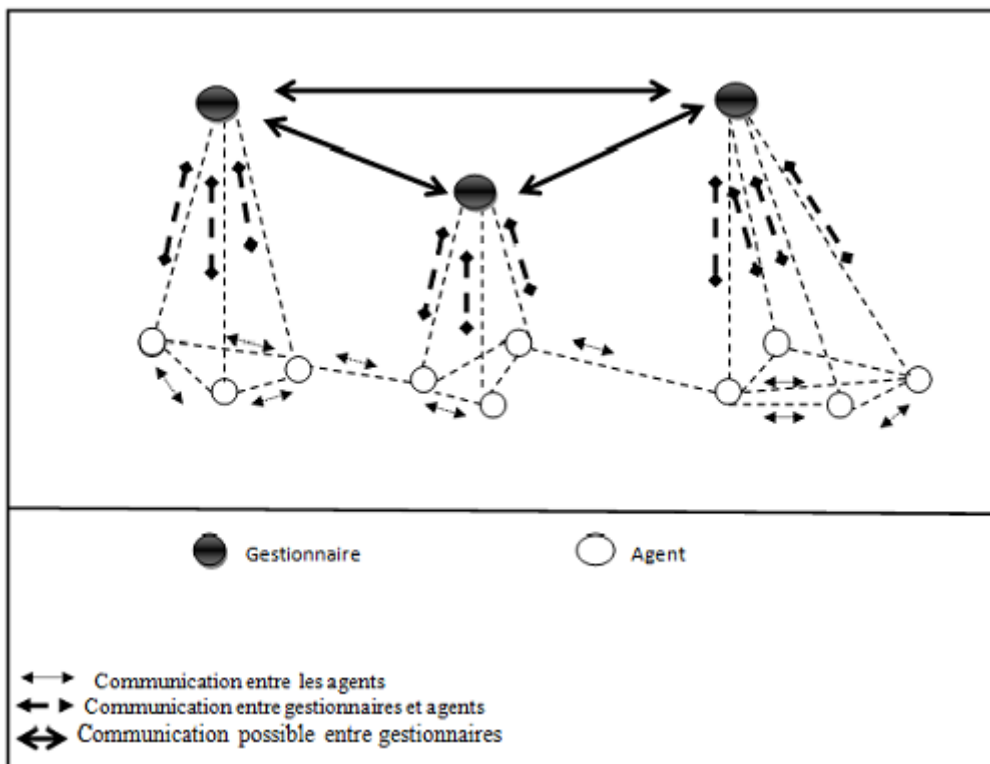 Gestionnaire
Agent
Communication entre les agents
Communication entre gestionnaires et agents
Communication possible entre gestionnaires